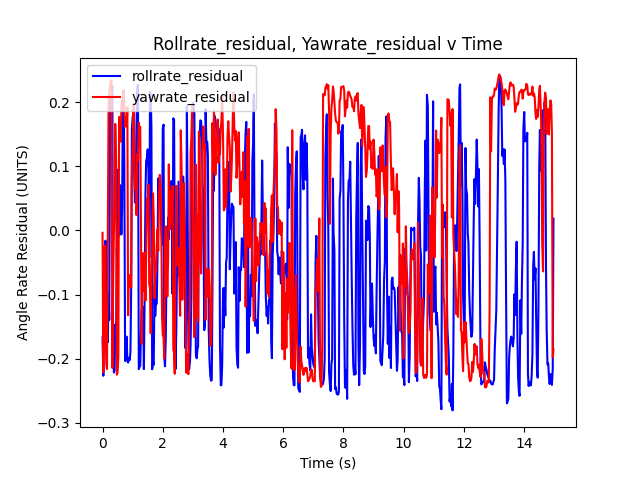 Rollrate_residual, Yawrate_residual v Time
rollrate_residual
yawrate_residual
Angle Rate Residual (UNITS)
0.2
0.1
0.0
−0.1
−0.2
−0.3
0 2 4 6 8 10 12 14
Time (s)